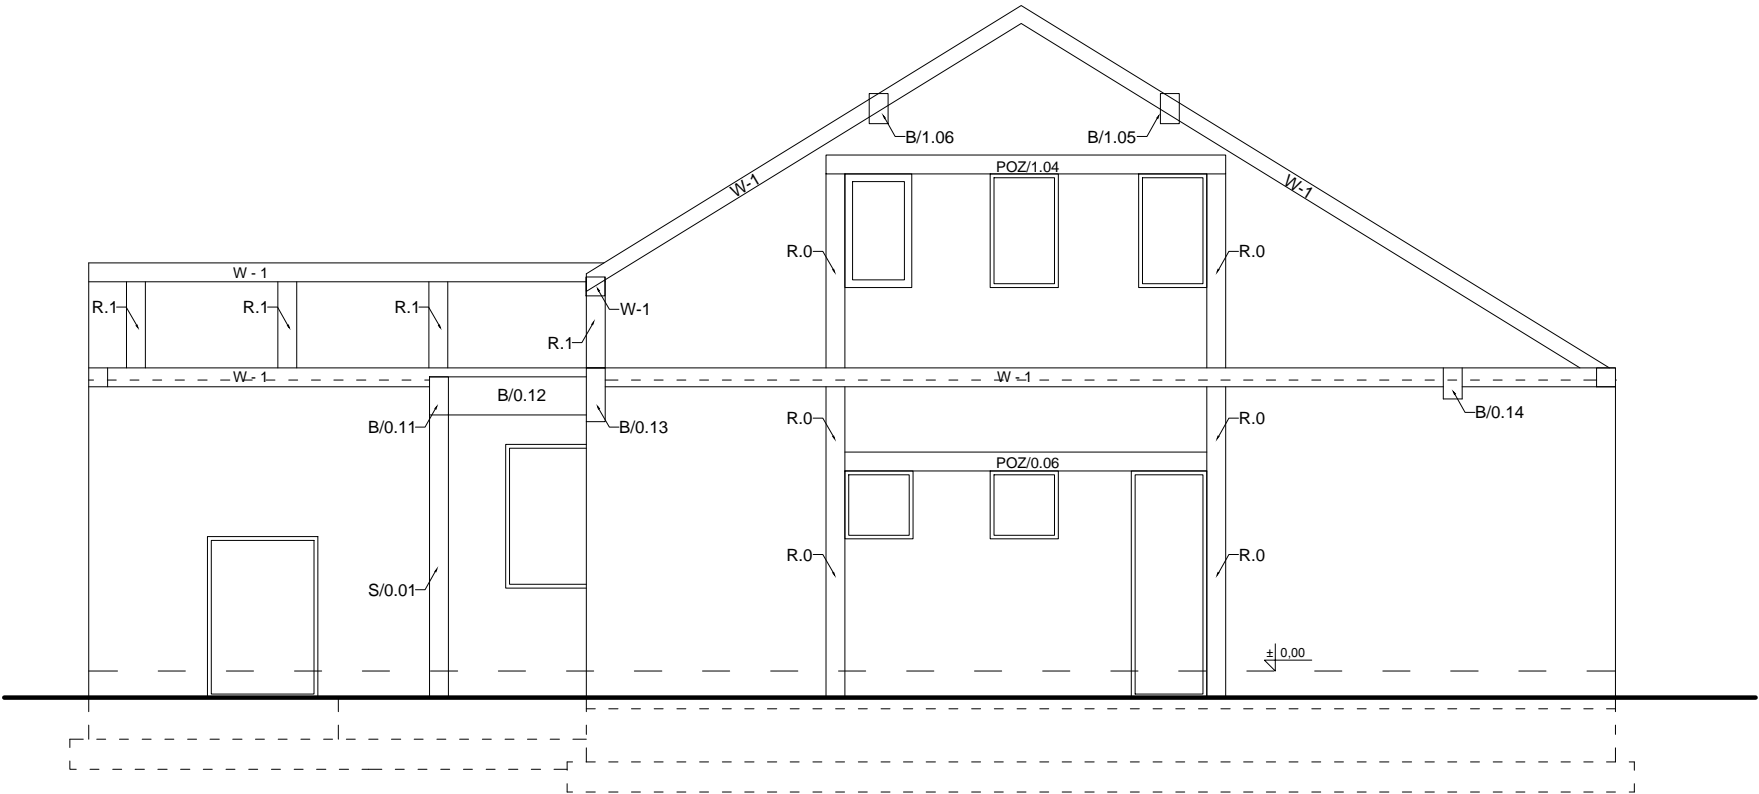 B/1.06
B/1.05
POZ/1.04
W-1
W-1
R.0
R.0
W - 1
R.1
R.1
R.1
W-1
R.1
W - 1
W - 1
B/0.12
B/0.11
B/0.13
R.0
R.0
B/0.14
POZ/0.06
R.0
R.0
S/0.01
± 0,00